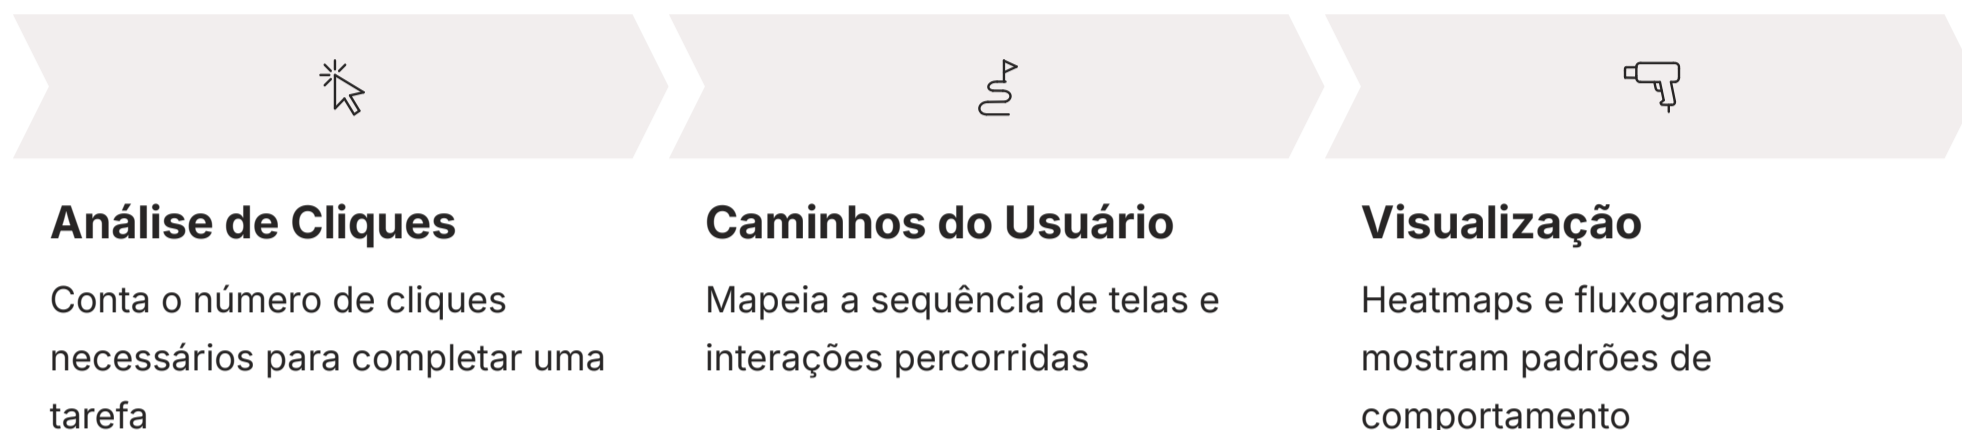 Análise de Cliques
Conta o número de cliques
necessários para completar uma
tarefa
Caminhos do Usuário
Mapeia a sequência de telas e
interações percorridas
Visualização
Heatmaps e fluxogramas
mostram padrões de
comportamento